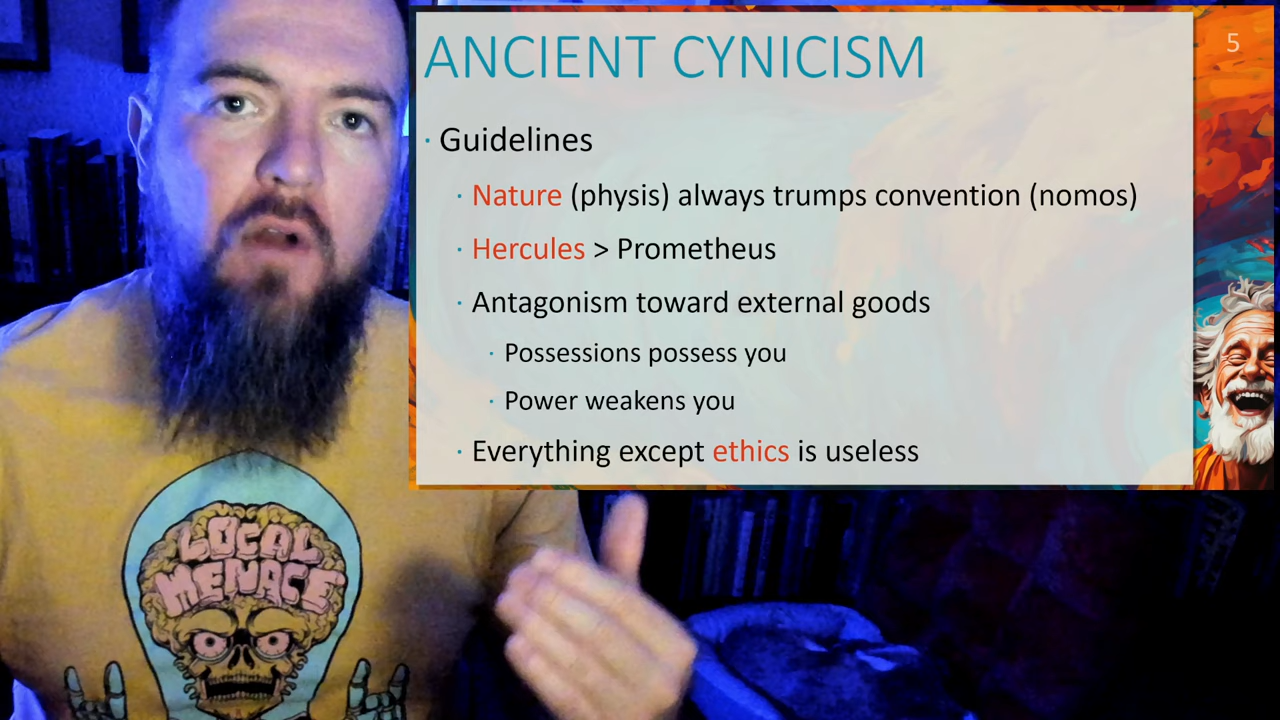 ANCIENT CYNICISM
5
· Guidelines
· Nature (physis) always trumps convention (nomos)
· Hercules > Prometheus
· Antagonism toward external goods
· Possessions possess you
· Power weakens you
· Everything except ethics is useless
LOCAL
MENACE